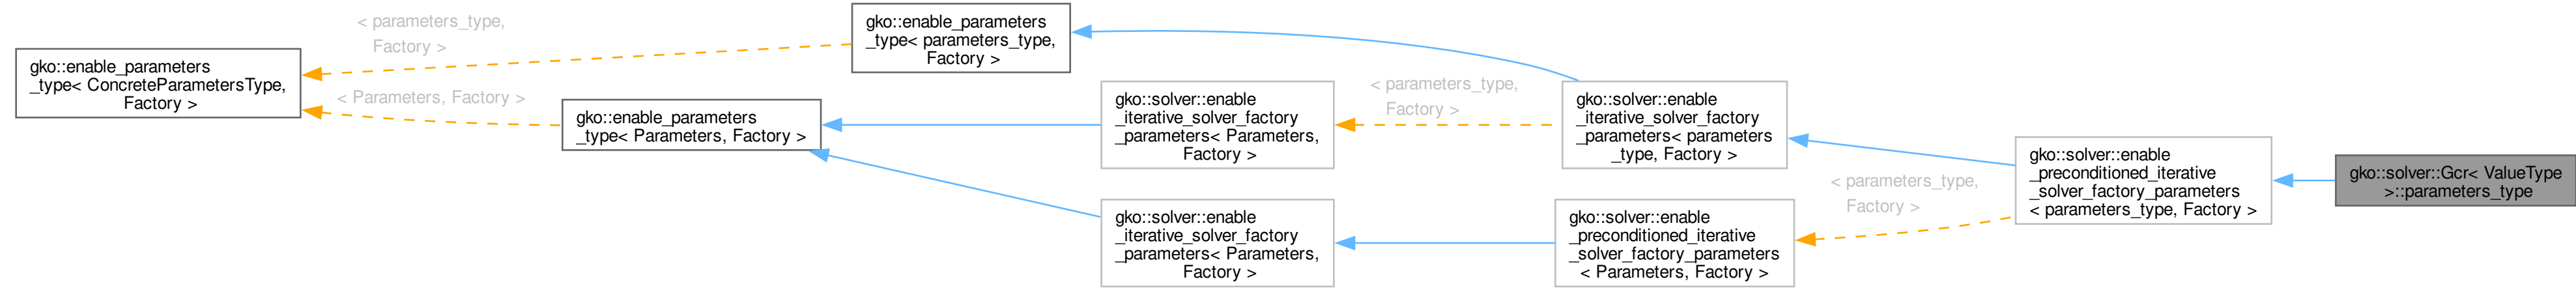 gko::enable_parameters
_type< ConcreteParametersType,
Factory >
< parameters_type,
Factory >
< Parameters, Factory >
gko::enable_parameters
_type< parameters_type,
Factory >
gko::enable_parameters
_type< Parameters, Factory >
gko::solver::enable
_iterative_solver_factory
_parameters< Parameters,
Factory >
gko::solver::enable
_iterative_solver_factory
_parameters< Parameters,
Factory >
< parameters_type,
Factory >
gko::solver::enable
_iterative_solver_factory
_parameters< parameters
_type, Factory >
gko::solver::enable
_preconditioned_iterative
_solver_factory_parameters
< Parameters, Factory >
< parameters_type,
Factory >
gko::solver::enable
_preconditioned_iterative
_solver_factory_parameters
< parameters_type, Factory >
gko::solver::Gcr< ValueType
>::parameters_type